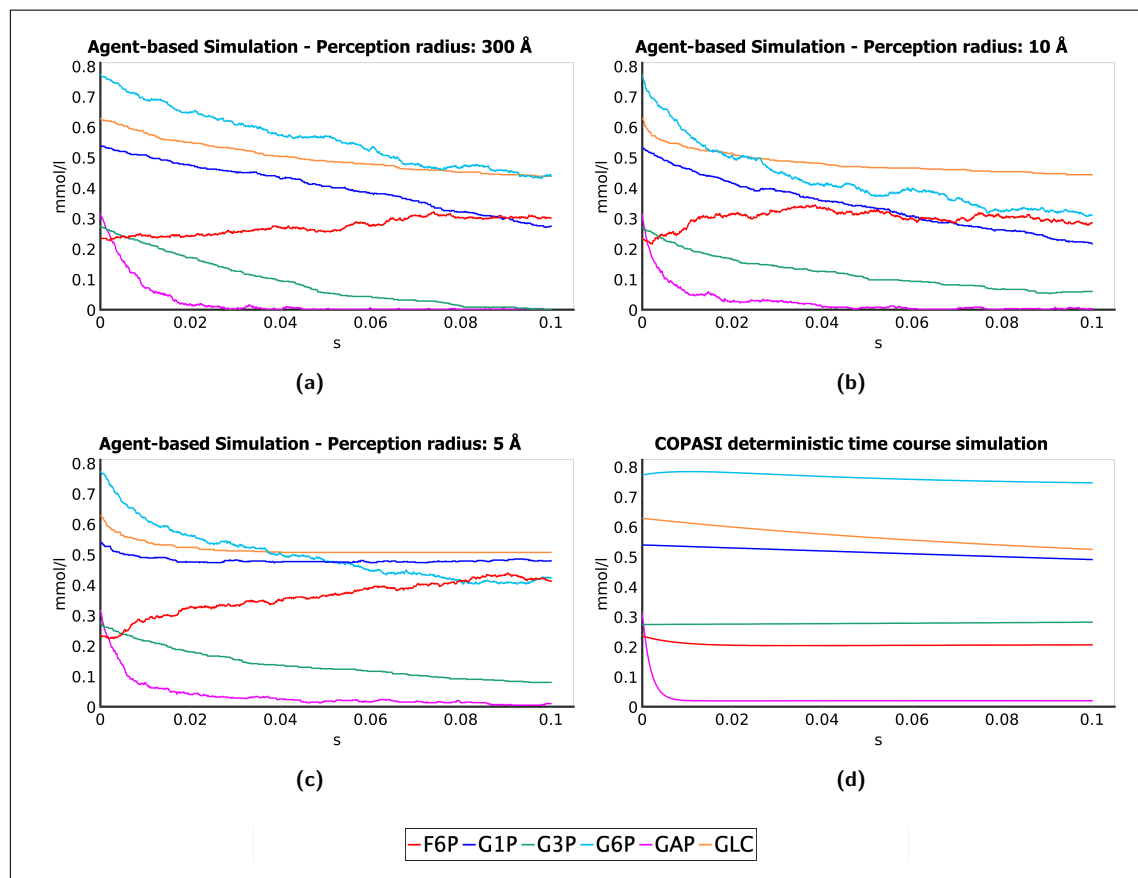 Agent-based Simulation - Perception radius: 300 Å
0.8
0.7
0.6
0.5
0.4
0.3
0.2
0.1
0
mmol/l
0 0.02 0.04 0.06 0.08 0.1
s
(a)
Agent-based Simulation - Perception radius: 10 Å
0.8
0.7
0.6
0.5
0.4
0.3
0.2
0.1
0
mmol/l
0 0.02 0.04 0.06 0.08 0.1
s
(b)
Agent-based Simulation - Perception radius: 5 Å
0.8
0.7
0.6
0.5
0.4
0.3
0.2
0.1
0
mmol/l
0 0.02 0.04 0.06 0.08 0.1
s
(c)
COPASI deterministic time course simulation
0.8
0.7
0.6
0.5
0.4
0.3
0.2
0.1
0
mmol/l
0 0.02 0.04 0.06 0.08 0.1
s
(d)
F6P G1P G3P G6P GAP GLC